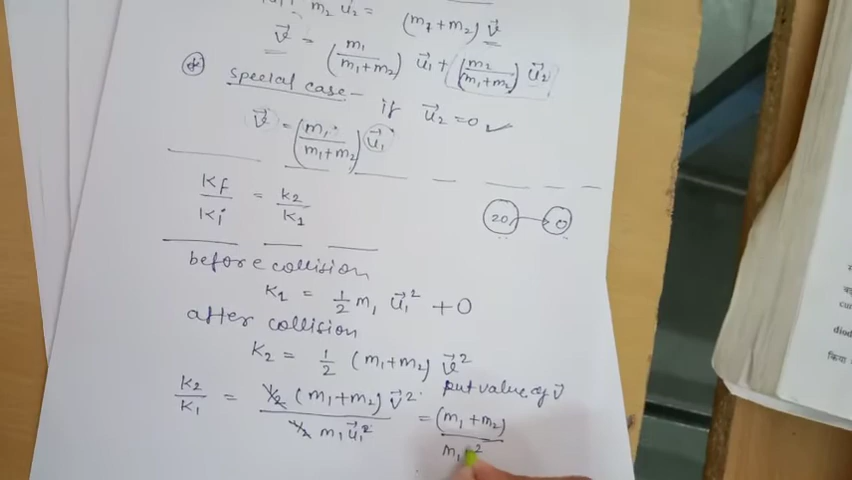 m₂ u⃗₂ = (m₁+m₂) v⃗
v⃗ = (m₁/(m₁+m₂)) u⃗₁ + (m₂/(m₁+m₂)) u⃗₂
special case – if u⃗₂ = 0 ✓
v⃗ = (m₁/(m₁+m₂)) u⃗₁
Kf/Ki = K₂/K₁
20 → 0
before collision
K₁ = 1/2 m₁ u⃗₁² + 0
after collision
K₂ = 1/2 (m₁+m₂) v⃗²
K₂/K₁ = 1/2 (m₁+m₂) v⃗² / 1/2 m₁ u⃗₁² = (m₁+m₂) / m₁ ² put value of v⃗